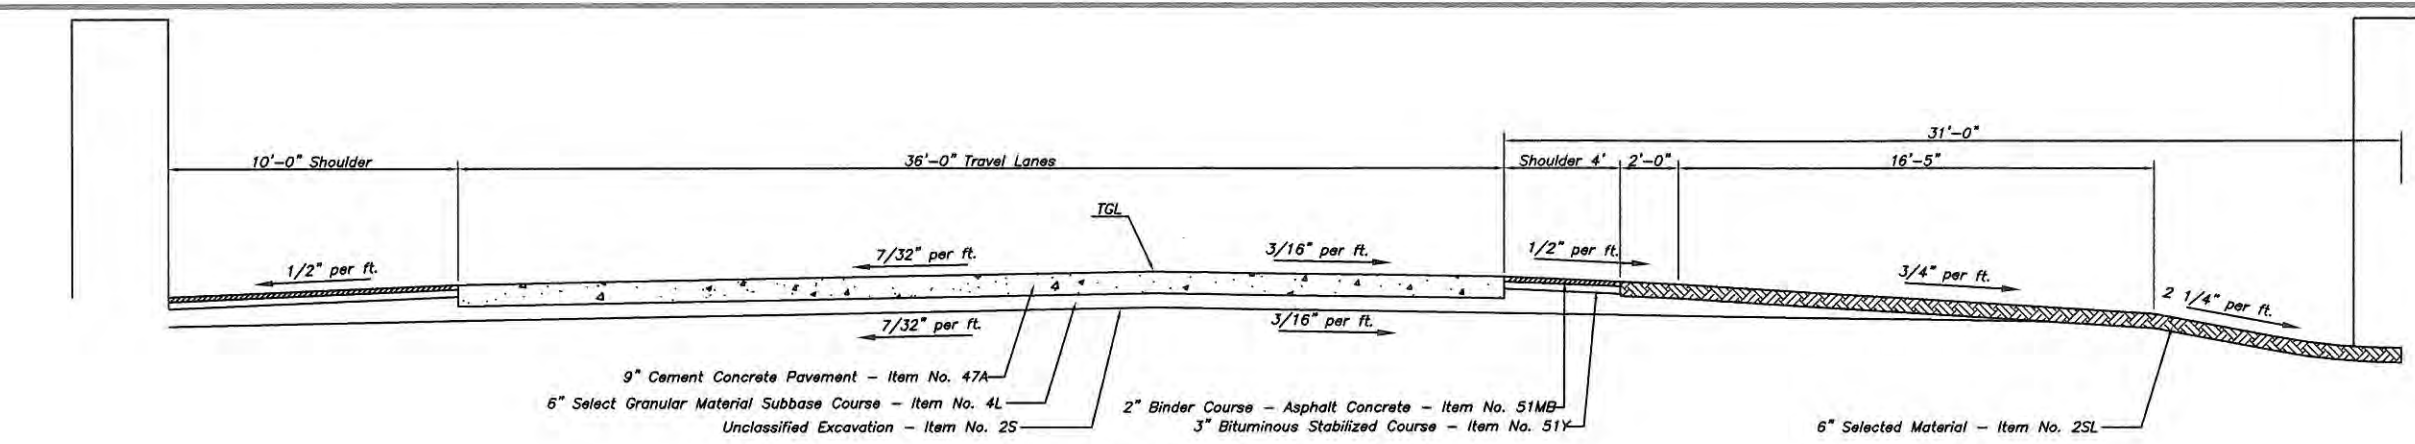 31'-0"
10'-0" Shoulder
36'-0" Travel Lanes
Shoulder 4'
2'-0"
16'-5"
TGL
1/2" per ft.
7/32" per ft.
3/16" per ft.
1/2" per ft.
3/4" per ft.
2 1/4" per ft.
7/32" per ft.
3/16" per ft.
9" Cement Concrete Pavement - Item No. 47A
6" Select Granular Material Subbase Course - Item No. 4L
Unclassified Excavation - Item No. 2S
2" Binder Course - Asphalt Concrete - Item No. 51MB
3" Bituminous Stabilized Course - Item No. 51Y
6" Selected Material - Item No. 2SL